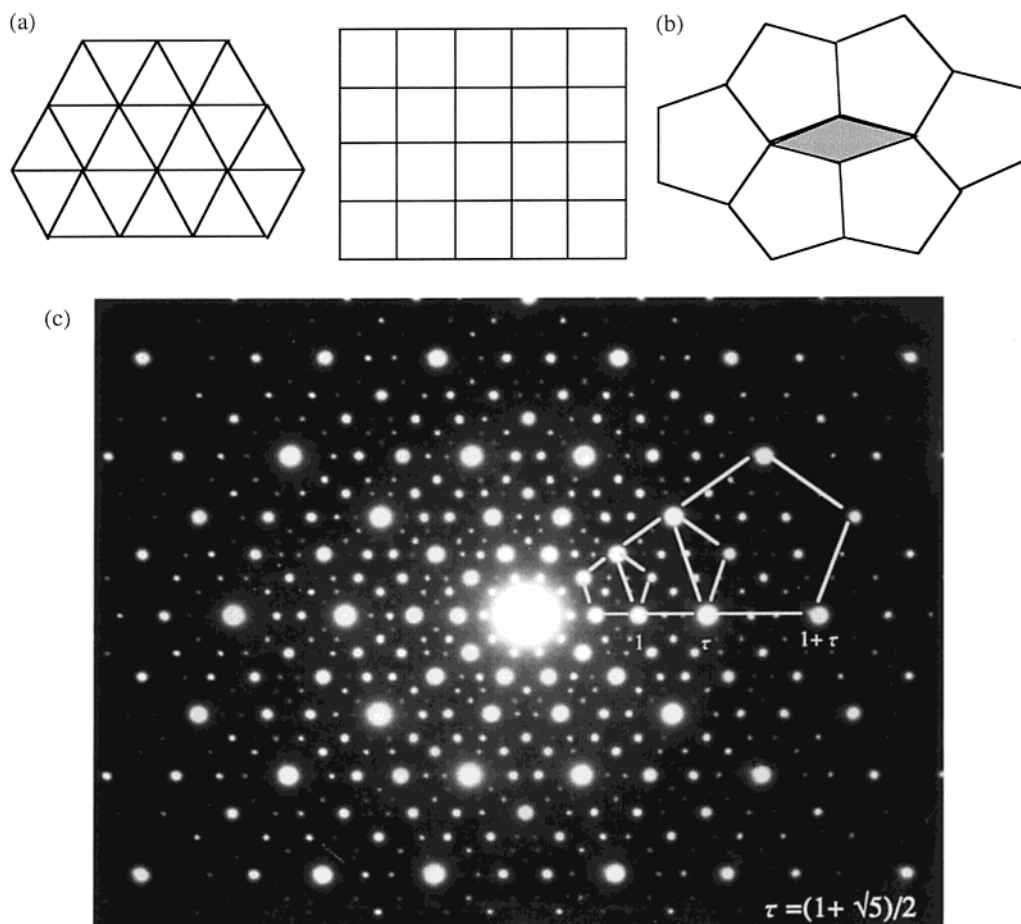 (a)
(b)
(c)
1
τ
1+ τ
τ =(1+ √5)/2